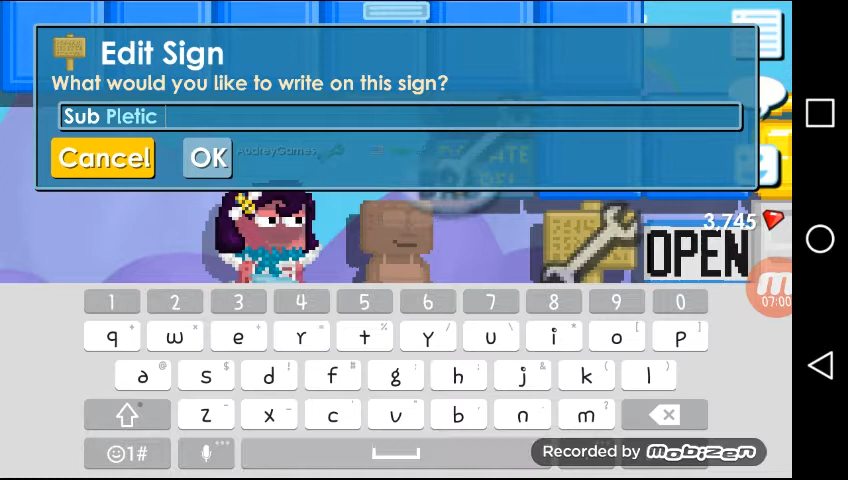 Edit Sign
What would you like to write on this sign?
Sub Pletic
Cancel OK
AudreyGames
3,745
OPEN
07:00
1 2 3 4 5 6 7 8 9 0
q w e r t y u i o p
a s d f g h j k l
z x c v b n m
1#
Recorded by Mobizen